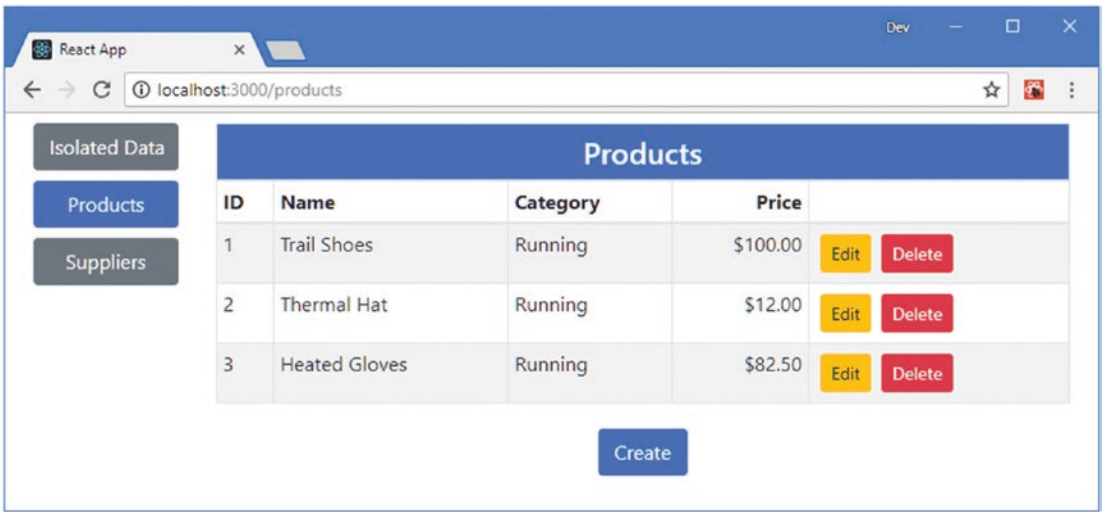 Dev
React App
localhost:3000/products
Isolated Data
Products
Suppliers
Products
ID Name Category Price
1 Trail Shoes Running $100.00 Edit Delete
2 Thermal Hat Running $12.00 Edit Delete
3 Heated Gloves Running $82.50 Edit Delete
Create